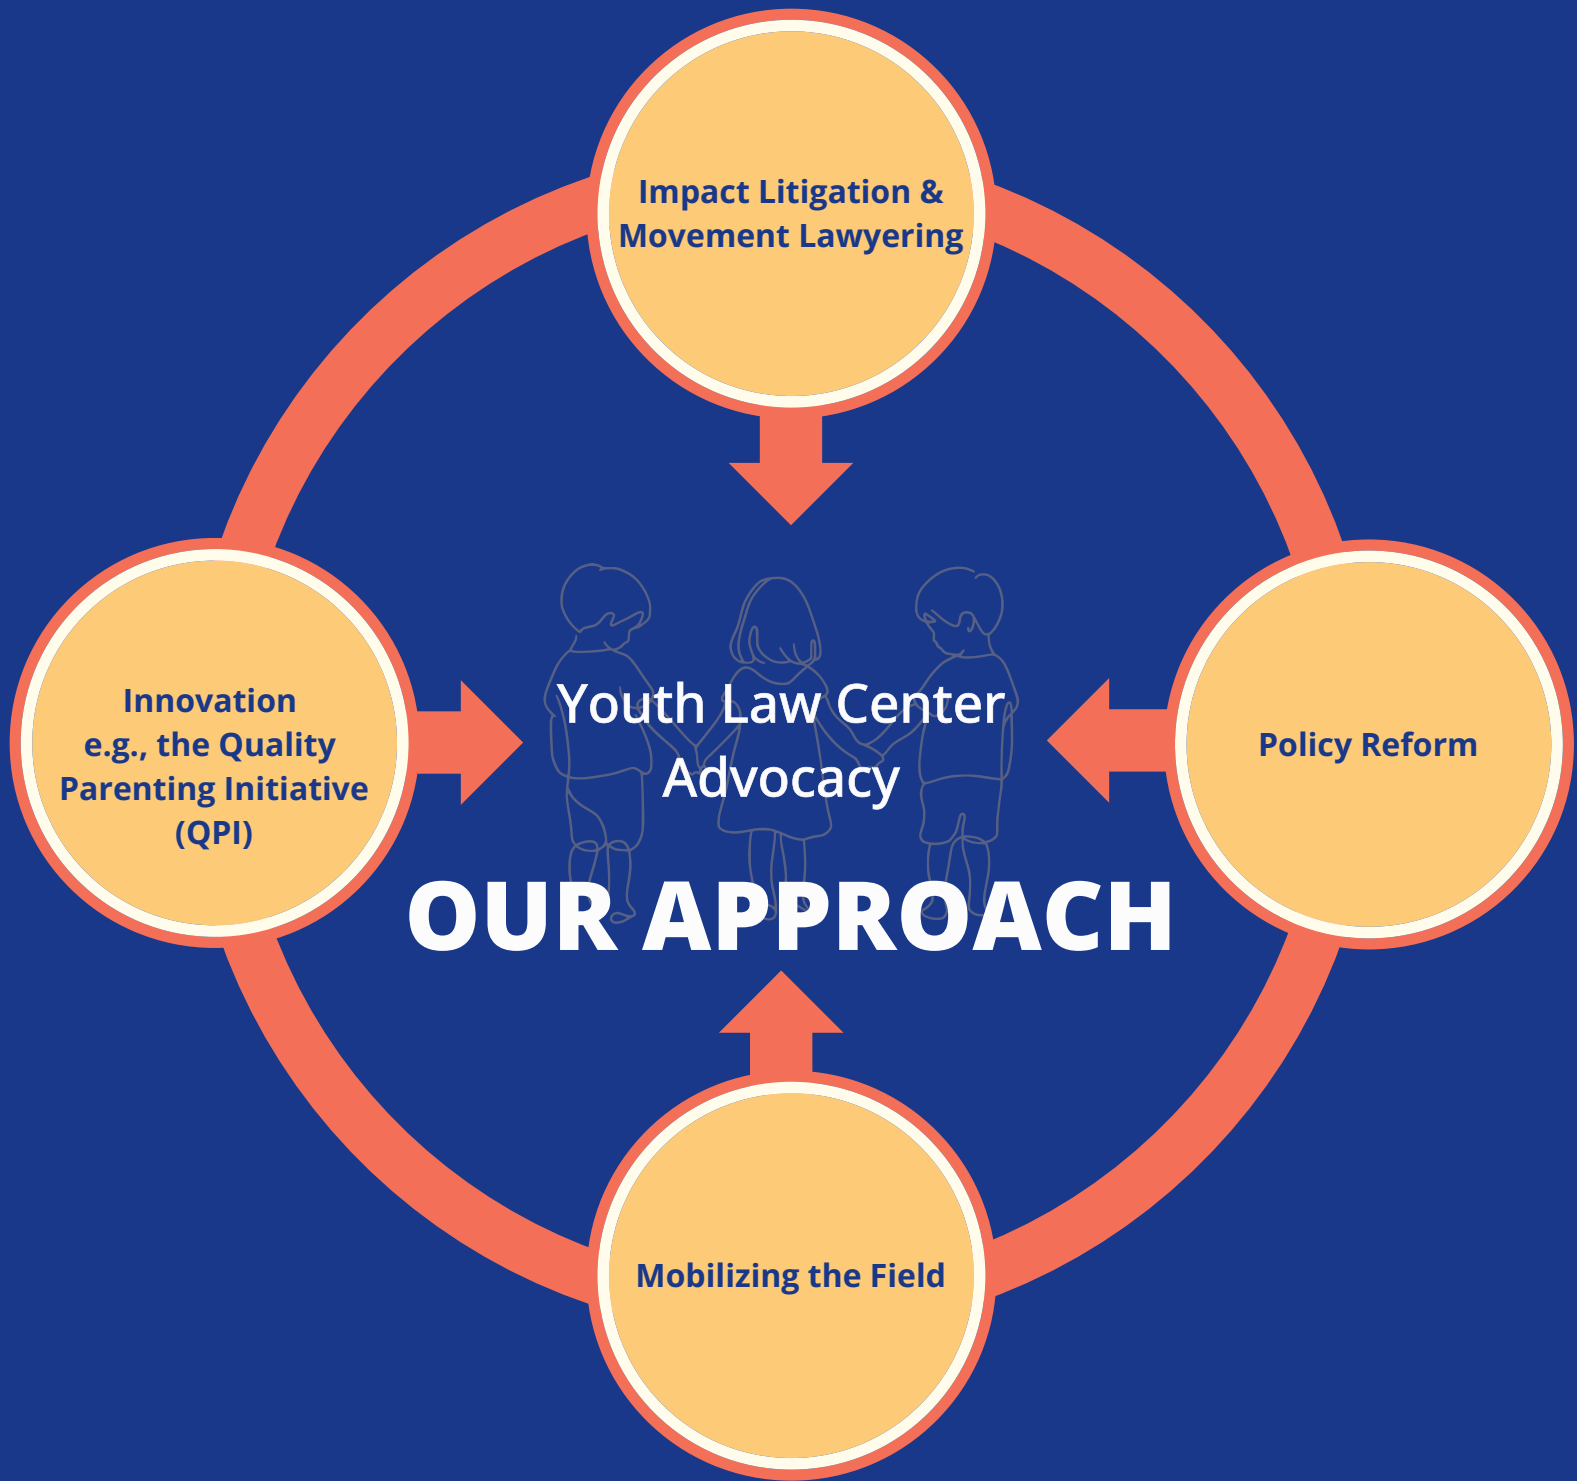 Impact Litigation &
Movement Lawyering
Innovation
e.g., the Quality
Parenting Initiative
(QPI)
Youth Law Center
Advocacy
OUR APPROACH
Policy Reform
Mobilizing the Field